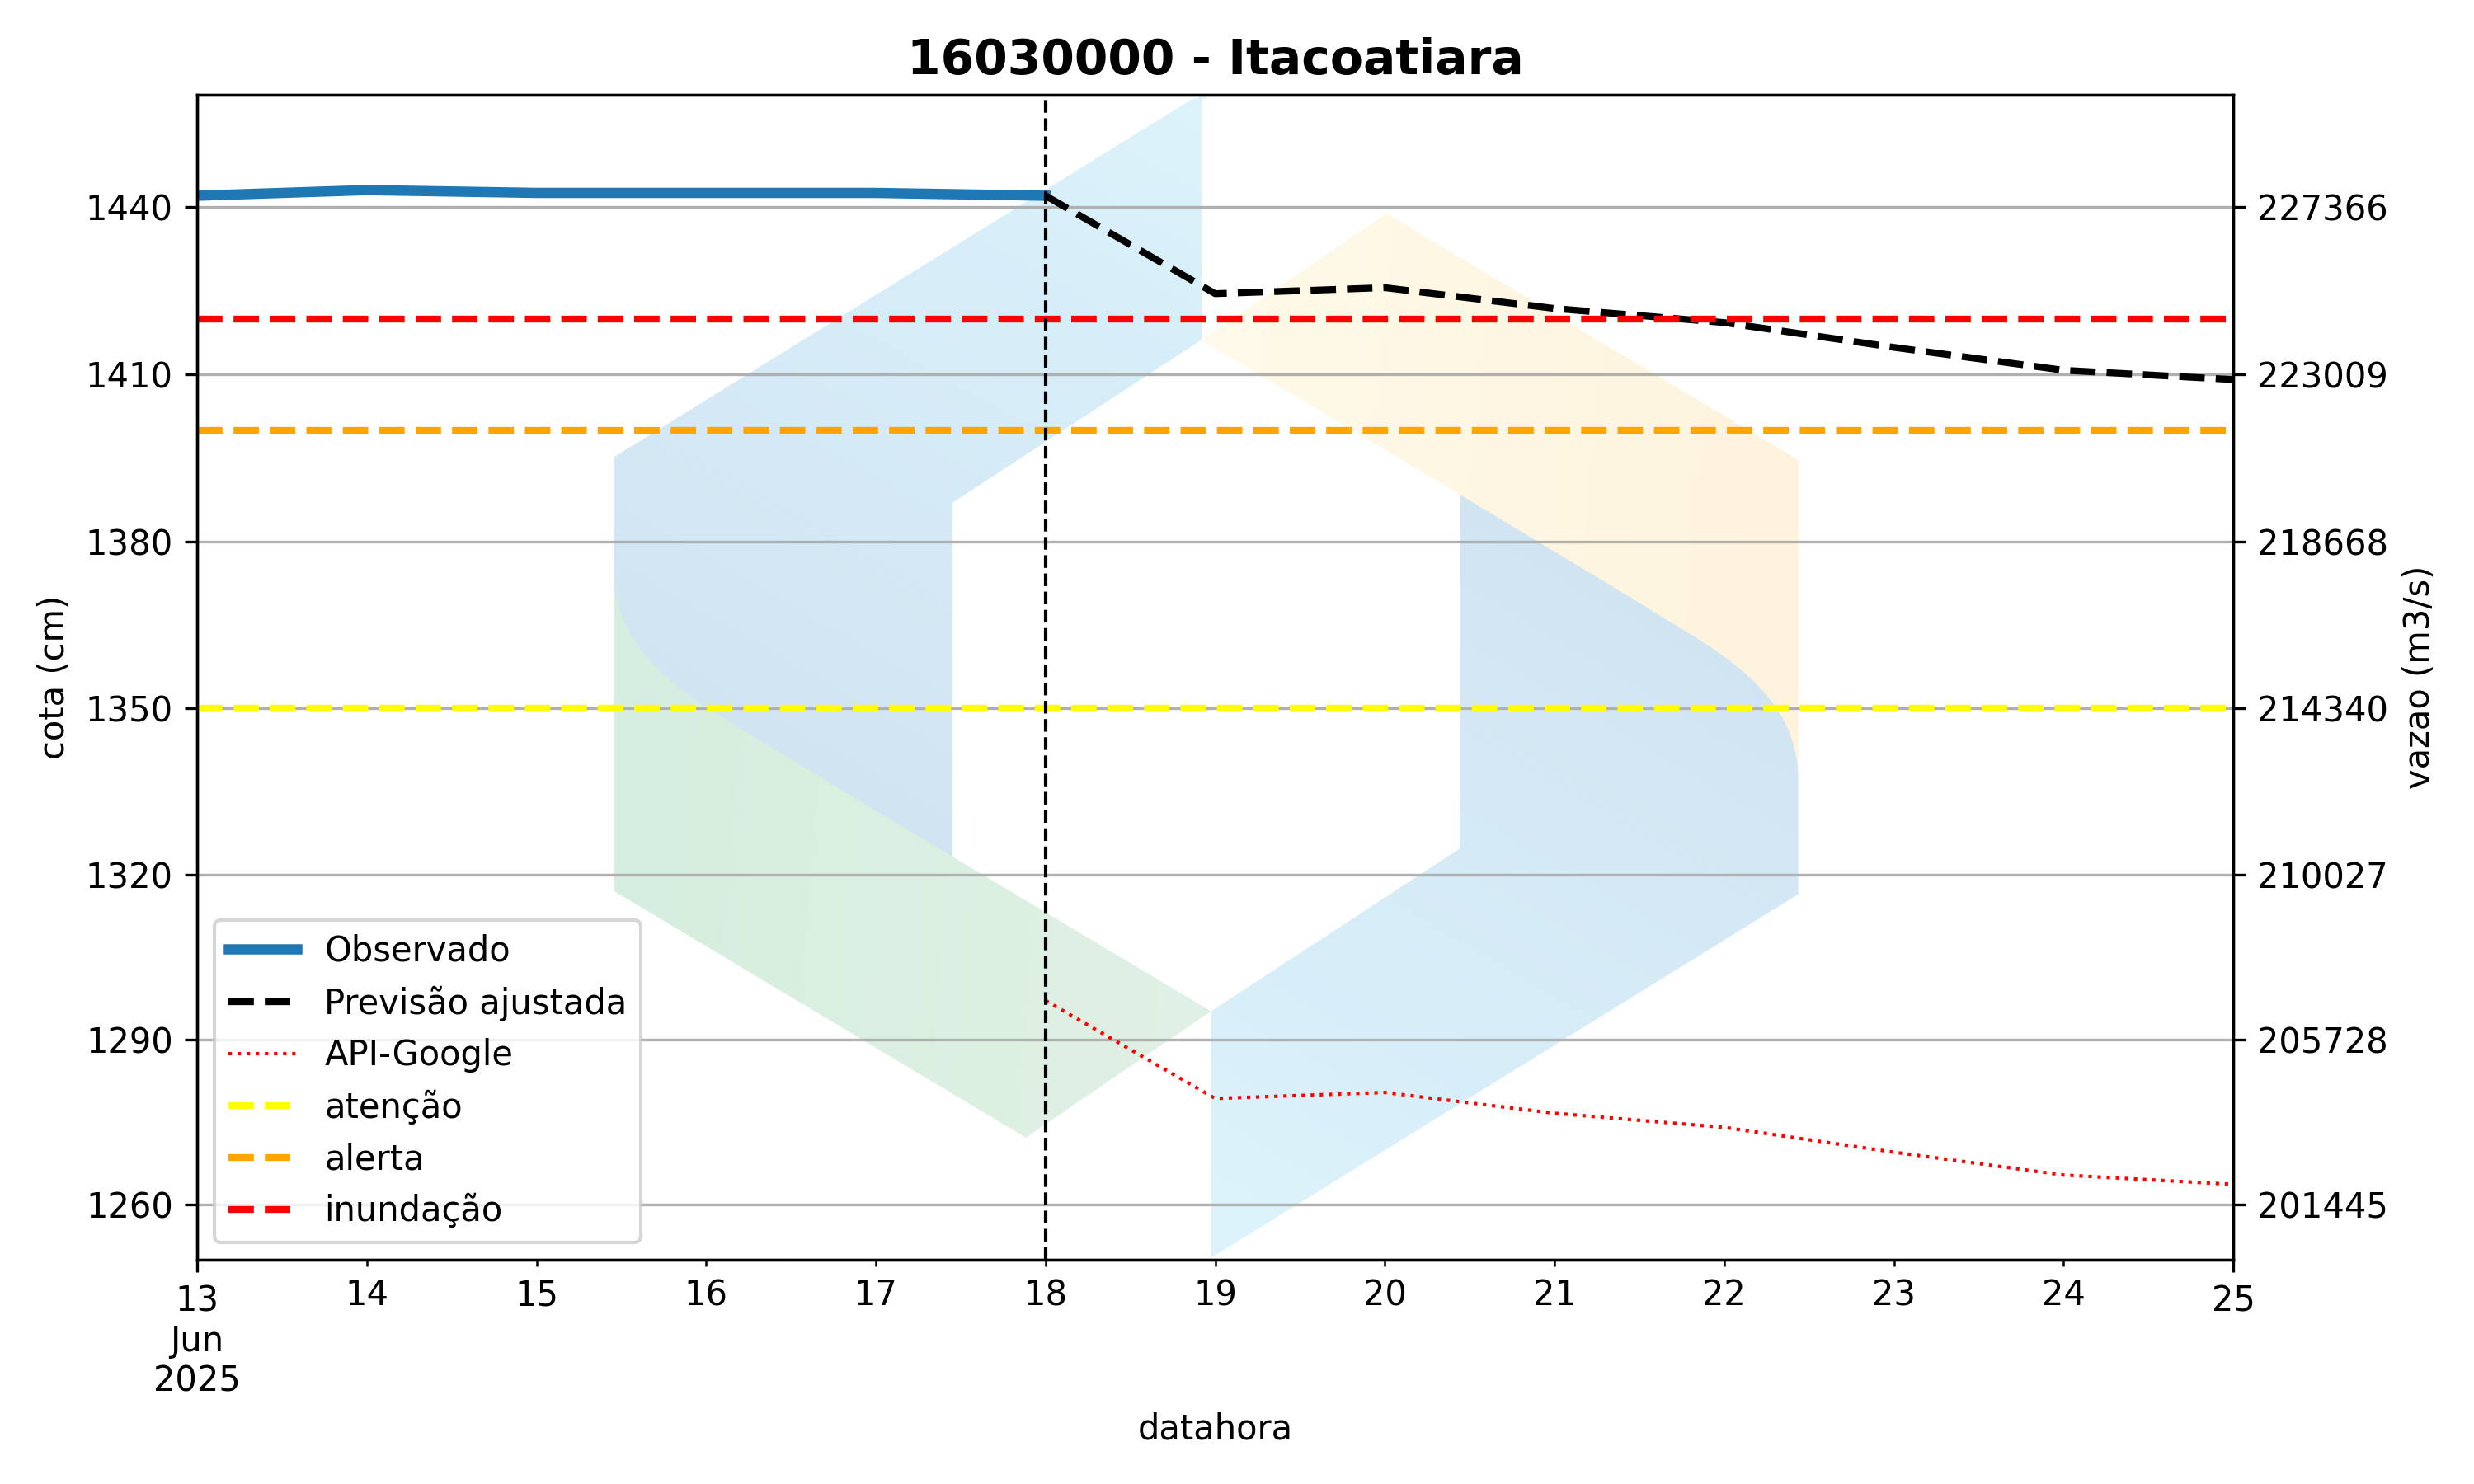 16030000 - Itacoatiara
1440
1410
1380
1350
1320
1290
1260
cota (cm)
227366
223009
218668
214340
210027
205728
201445
vazao (m3/s)
Observado
Previsão ajustada
API-Google
atenção
alerta
inundação
13 14 15 16 17 18 19 20 21 22 23 24 25
Jun
2025
datahora